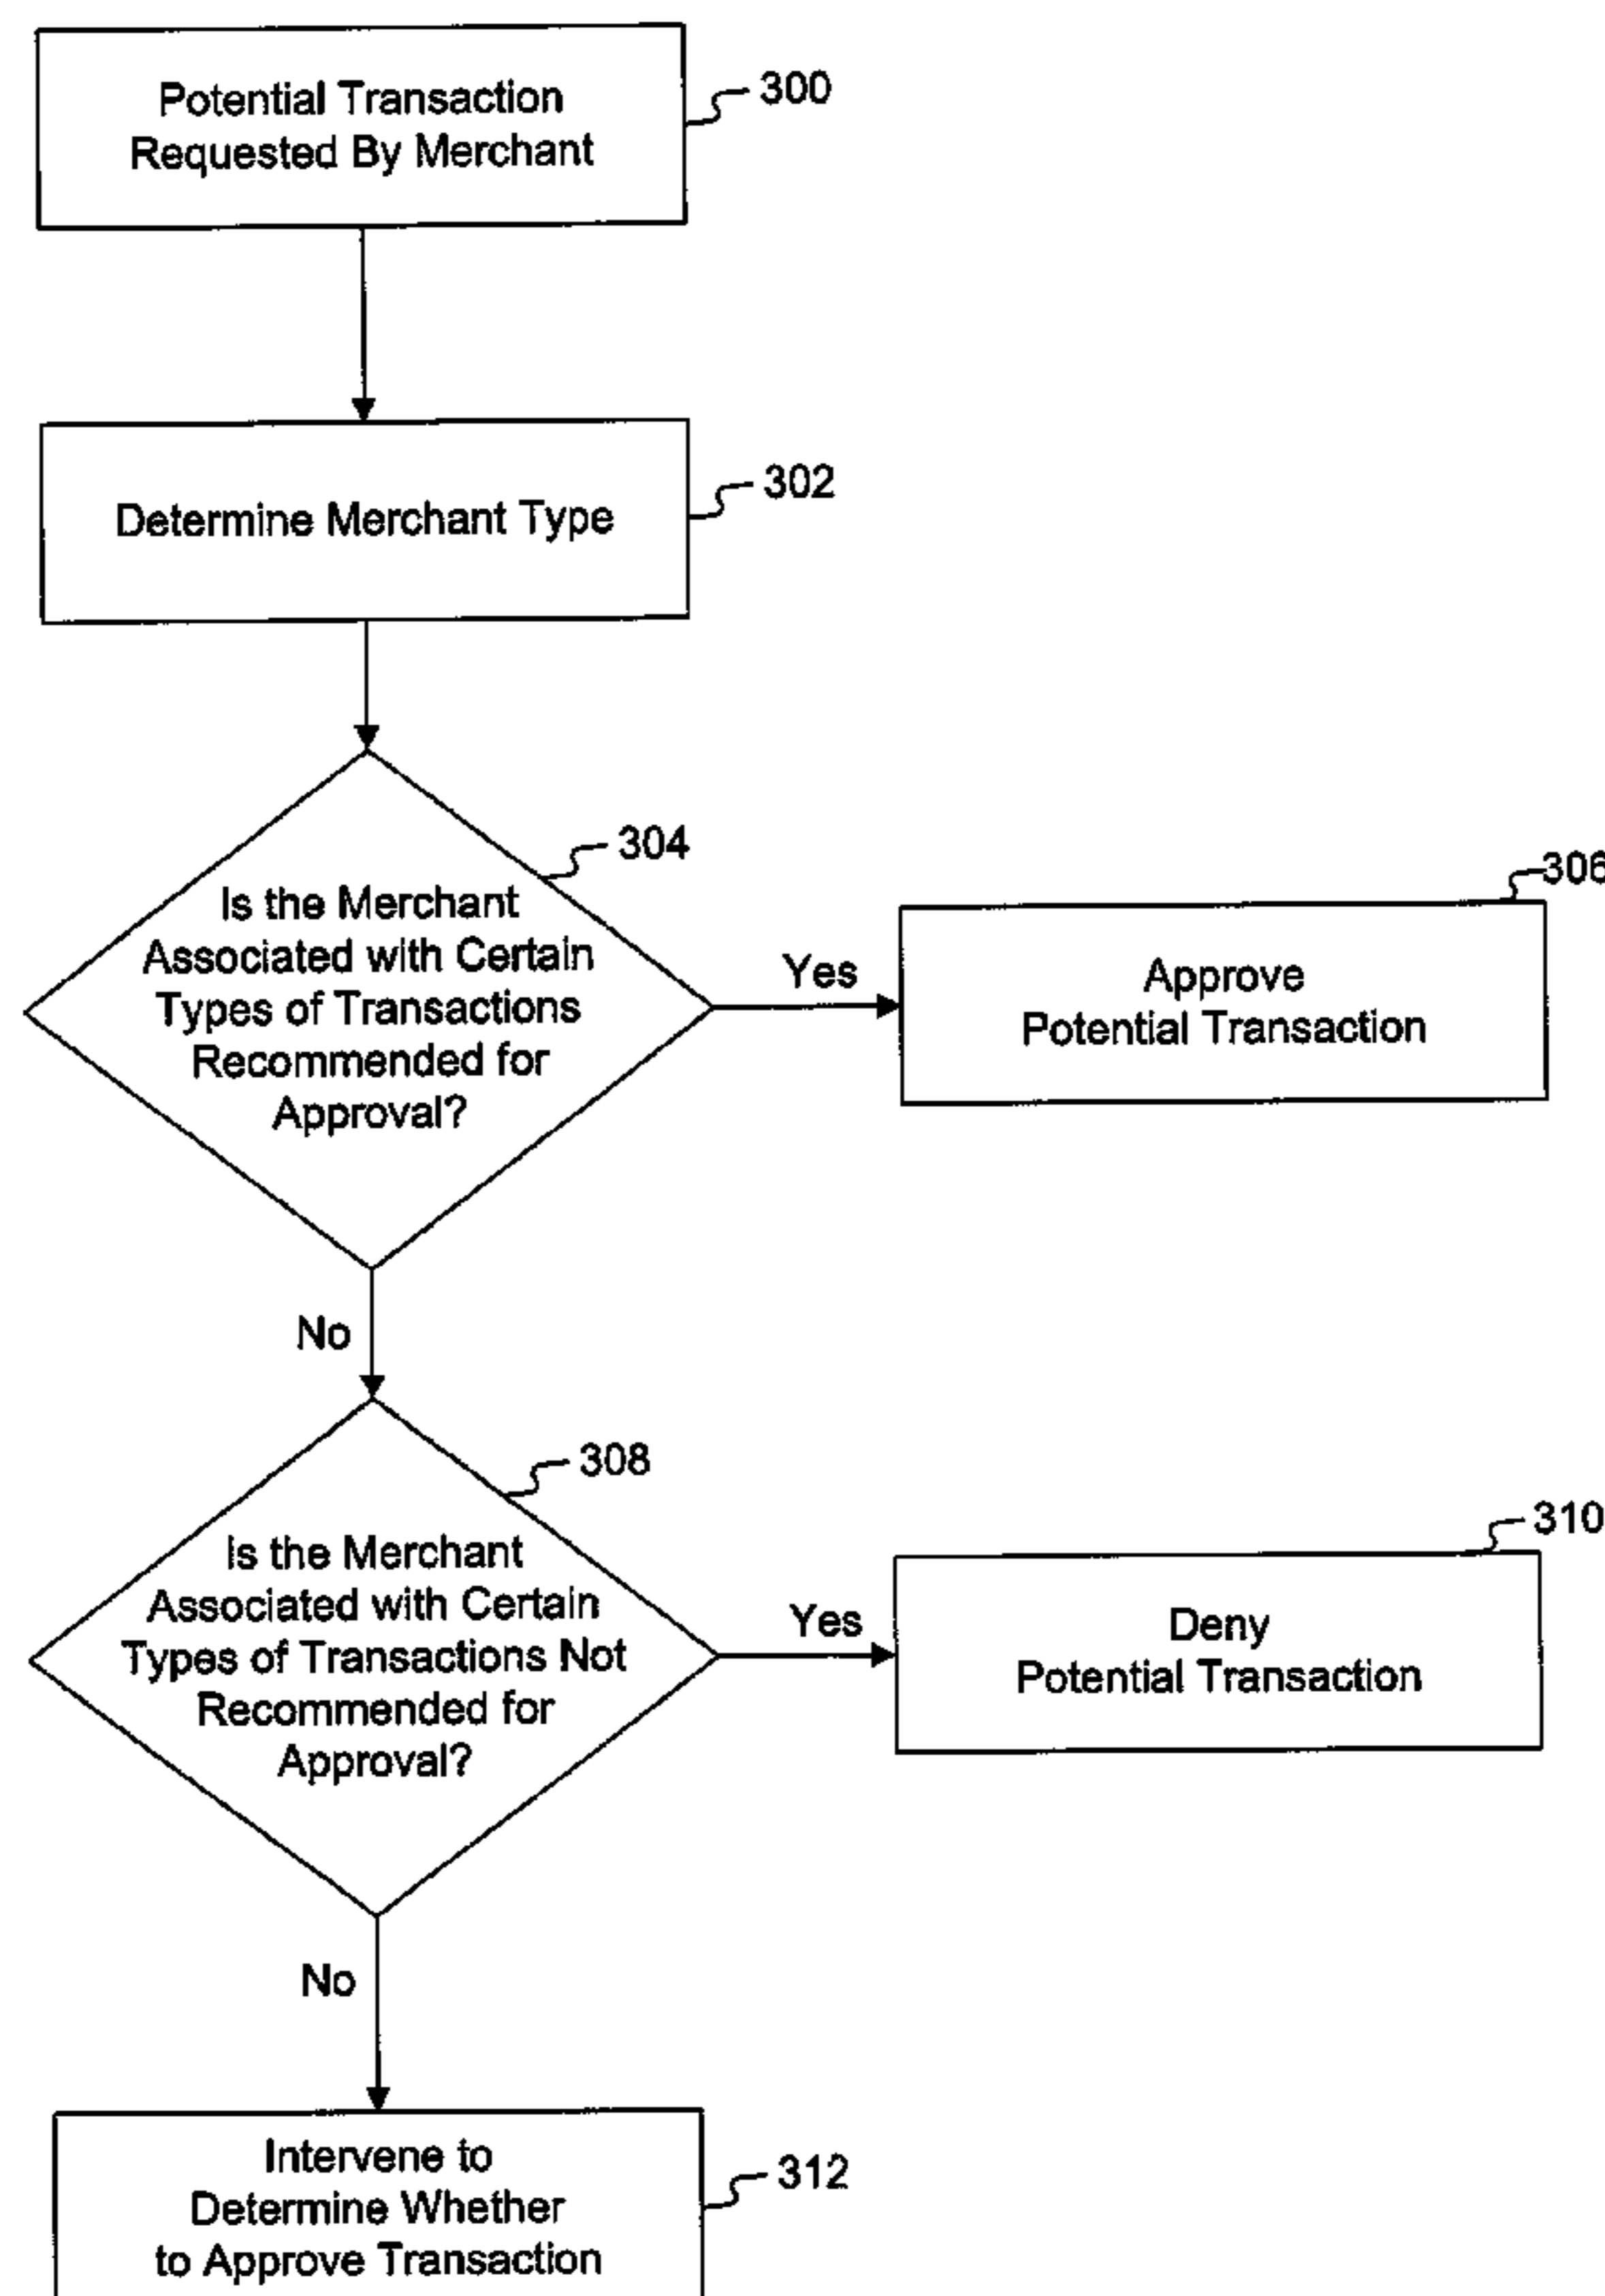 Potential Transaction
Requested By Merchant
300
Determine Merchant Type
302
304
Is the Merchant
Associated with Certain
Types of Transactions
Recommended for
Approval?
Yes
306
Approve
Potential Transaction
No
308
Is the Merchant
Associated with Certain
Types of Transactions Not
Recommended for
Approval?
Yes
310
Deny
Potential Transaction
No
Intervene to
Determine Whether
to Approve Transaction
312